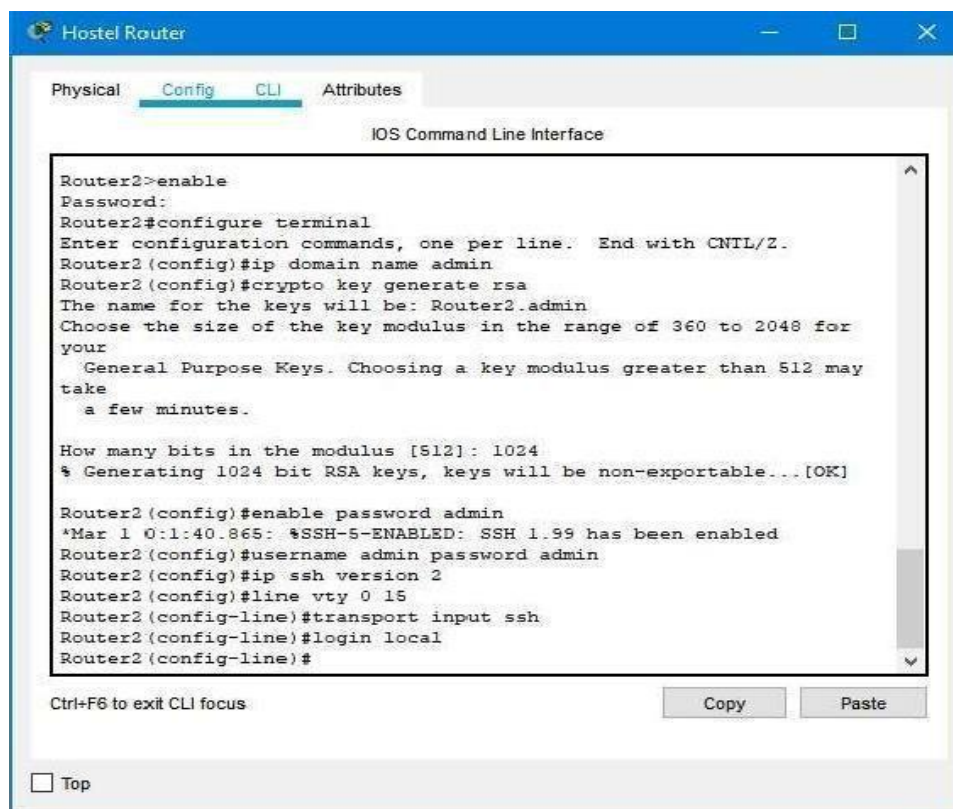 Hostel Router
Physical Config CLI Attributes
IOS Command Line Interface
Router2>enable
Password:
Router2#configure terminal
Enter configuration commands, one per line.  End with CNTL/Z.
Router2(config)#ip domain name admin
Router2(config)#crypto key generate rsa
The name for the keys will be: Router2.admin
Choose the size of the key modulus in the range of 360 to 2048 for
your
  General Purpose Keys. Choosing a key modulus greater than 512 may
take
  a few minutes.
How many bits in the modulus [512]: 1024
% Generating 1024 bit RSA keys, keys will be non-exportable...[OK]
Router2(config)#enable password admin
*Mar 1 0:1:40.865: %SSH-5-ENABLED: SSH 1.99 has been enabled
Router2(config)#username admin password admin
Router2(config)#ip ssh version 2
Router2(config)#line vty 0 15
Router2(config-line)#transport input ssh
Router2(config-line)#login local
Router2(config-line)#
Ctrl+F6 to exit CLI focus
Copy Paste
Top